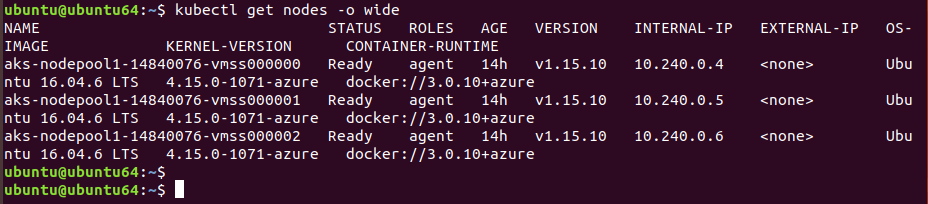 ubuntu@ubuntu64:~$ kubectl get nodes -o wide
NAME                                STATUS   ROLES   AGE   VERSION    INTERNAL-IP   EXTERNAL-IP   OS-
IMAGE             KERNEL-VERSION      CONTAINER-RUNTIME
aks-nodepool1-14840076-vmss000000   Ready    agent   14h   v1.15.10   10.240.0.4    <none>        Ubu
ntu 16.04.6 LTS   4.15.0-1071-azure   docker://3.0.10+azure
aks-nodepool1-14840076-vmss000001   Ready    agent   14h   v1.15.10   10.240.0.5    <none>        Ubu
ntu 16.04.6 LTS   4.15.0-1071-azure   docker://3.0.10+azure
aks-nodepool1-14840076-vmss000002   Ready    agent   14h   v1.15.10   10.240.0.6    <none>        Ubu
ntu 16.04.6 LTS   4.15.0-1071-azure   docker://3.0.10+azure
ubuntu@ubuntu64:~$
ubuntu@ubuntu64:~$